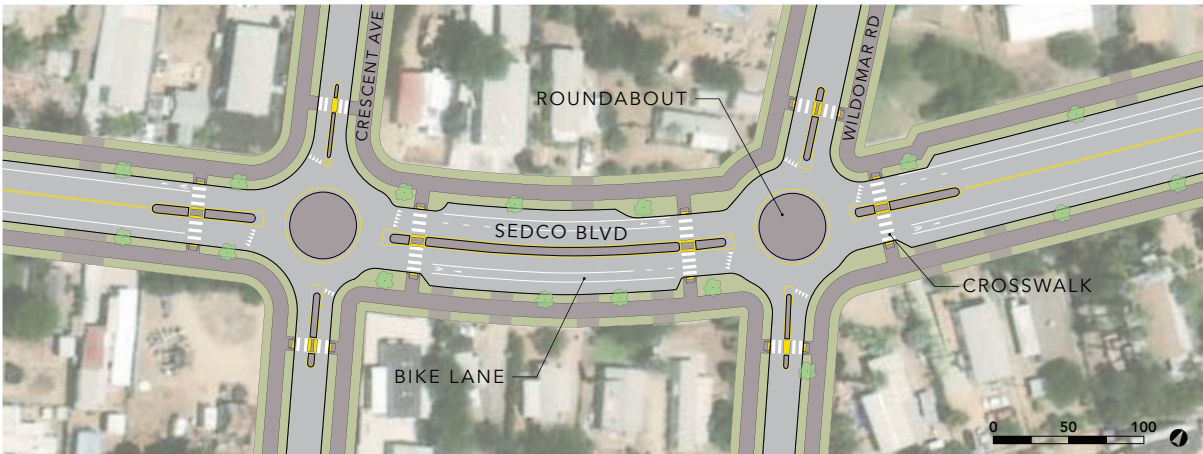 CRESCENT AVE
WILDOMAR RD
ROUNDABOUT
SEDCO BLVD
CROSSWALK
BIKE LANE
0 50 100